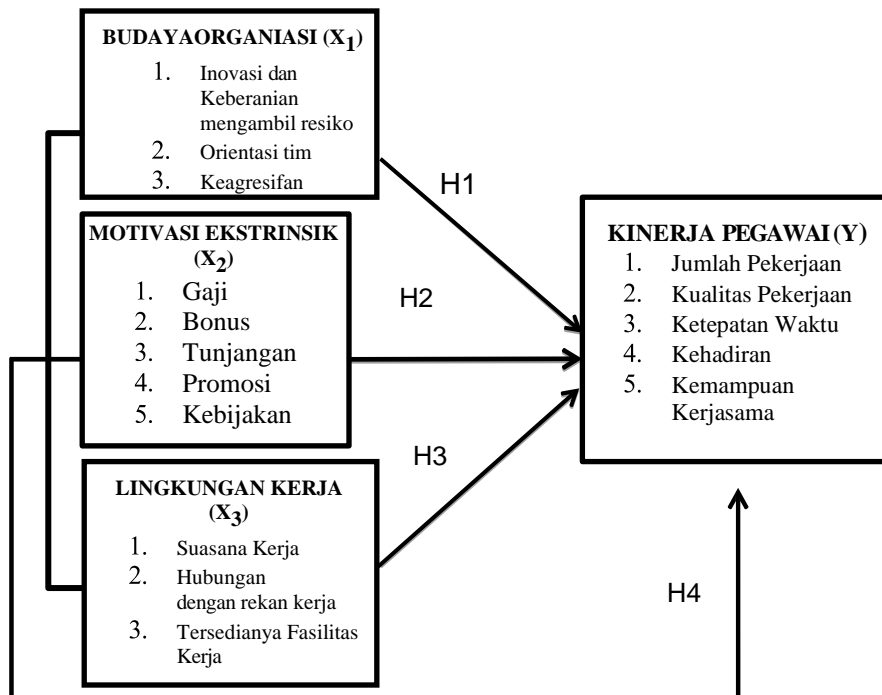 BUDAYAORGANIASI (X1)
1. Inovasi dan
Keberanian
mengambil resiko
2. Orientasi tim
3. Keagresifan
H1
MOTIVASI EKSTRINSIK
(X2)
1. Gaji
2. Bonus
3. Tunjangan
4. Promosi
5. Kebijakan
H2
KINERJA PEGAWAI (Y)
1. Jumlah Pekerjaan
2. Kualitas Pekerjaan
3. Ketepatan Waktu
4. Kehadiran
5. Kemampuan
Kerjasama
H3
LINGKUNGAN KERJA
(X3)
1. Suasana Kerja
2. Hubungan
dengan rekan kerja
3. Tersedianya Fasilitas
Kerja
H4